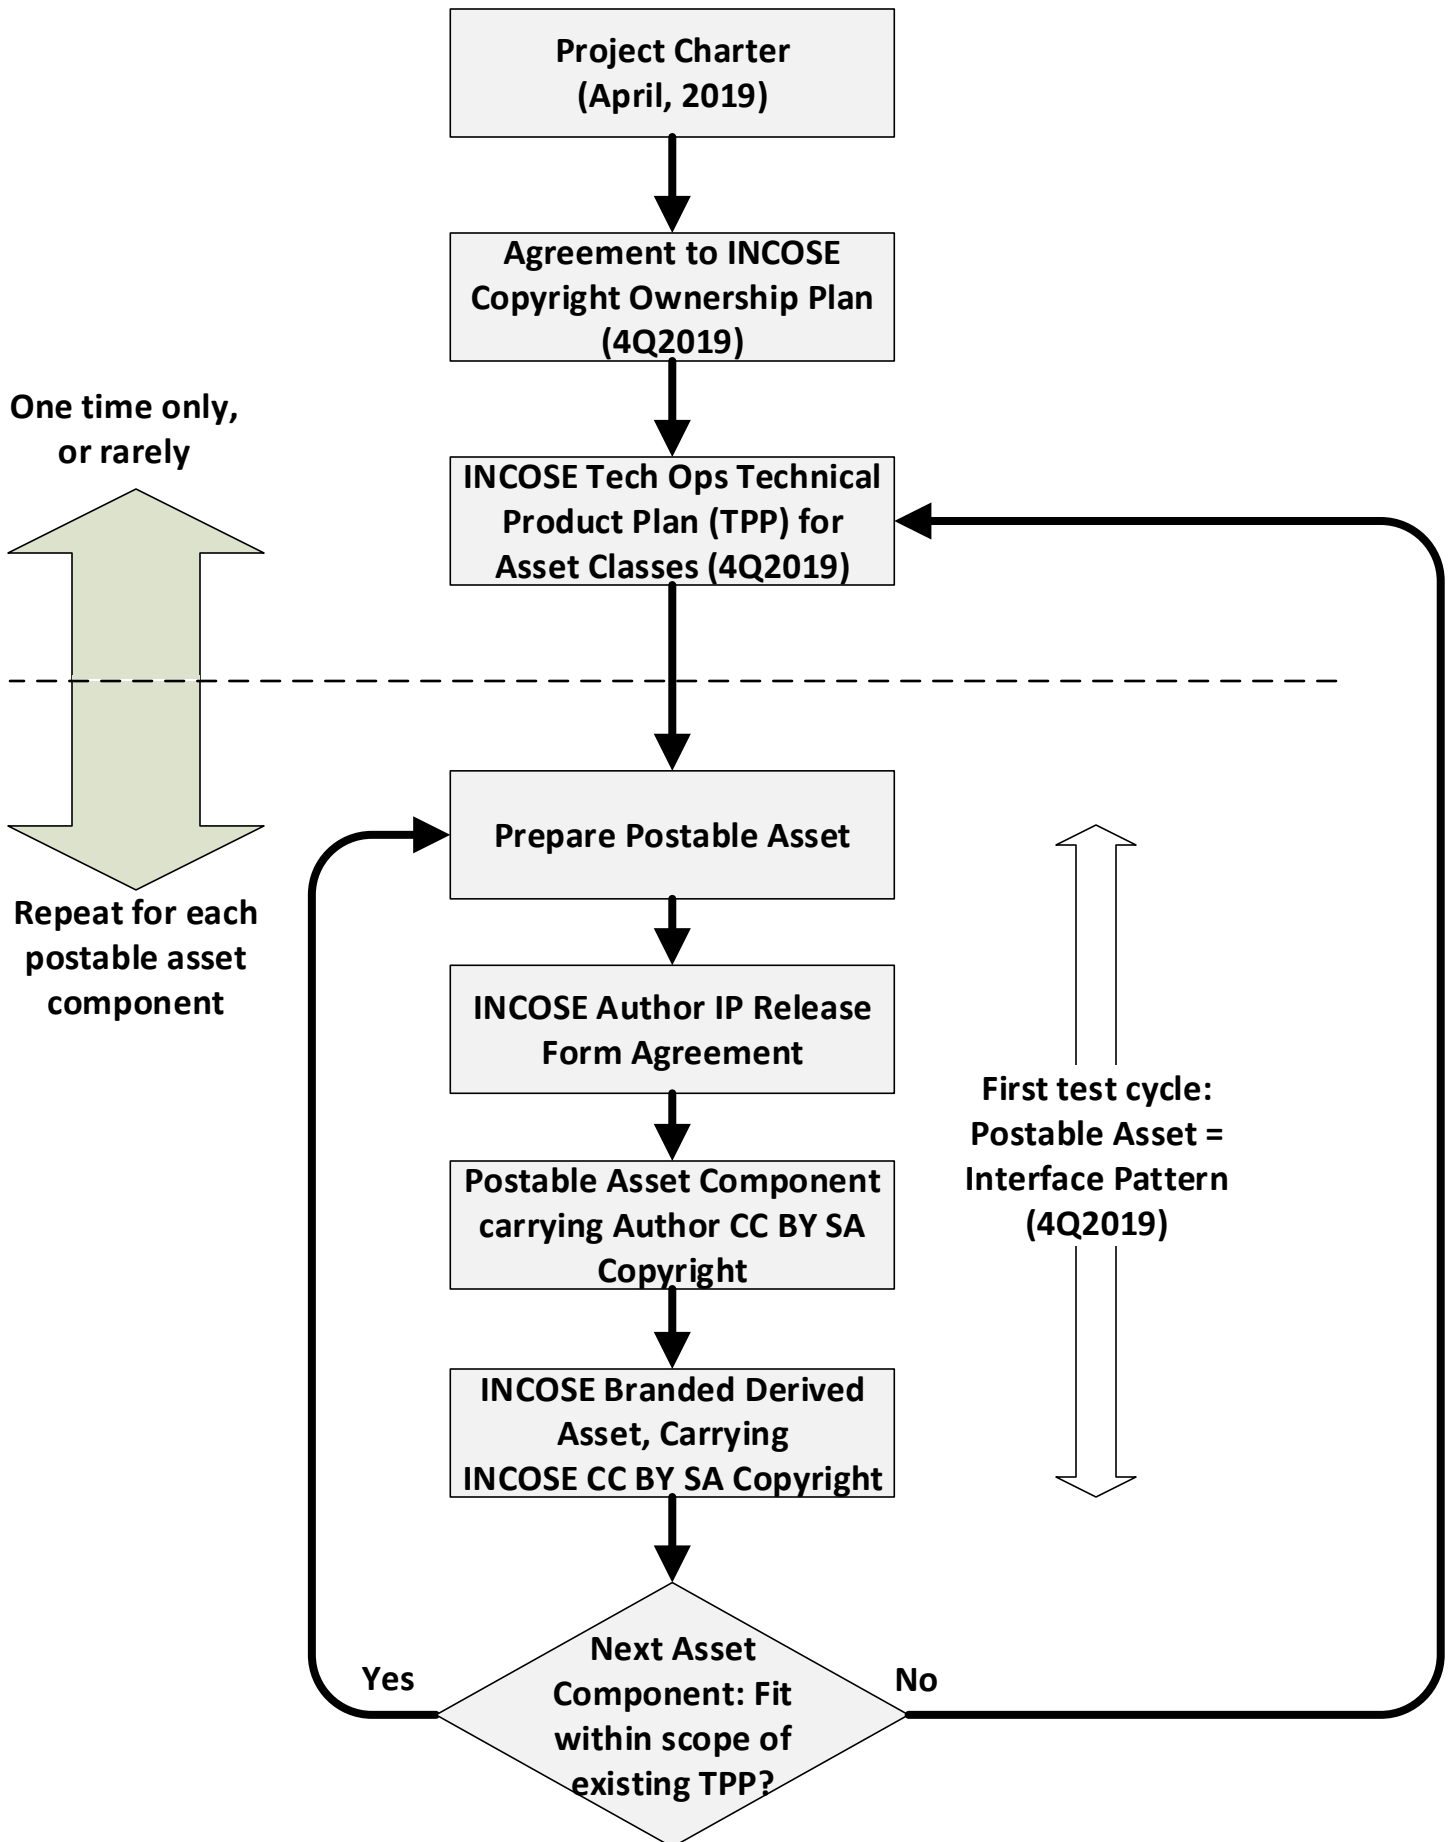 Project Charter
(April, 2019)
Agreement to INCOSE
Copyright Ownership Plan
(4Q2019)
One time only,
or rarely
INCOSE Tech Ops Technical
Product Plan (TPP) for
Asset Classes (4Q2019)
Prepare Postable Asset
Repeat for each
postable asset
component
INCOSE Author IP Release
Form Agreement
First test cycle:
Postable Asset =
Interface Pattern
(4Q2019)
Postable Asset Component
carrying Author CC BY SA
Copyright
INCOSE Branded Derived
Asset, Carrying
INCOSE CC BY SA Copyright
Next Asset
Component: Fit
within scope of
existing TPP?
Yes
No